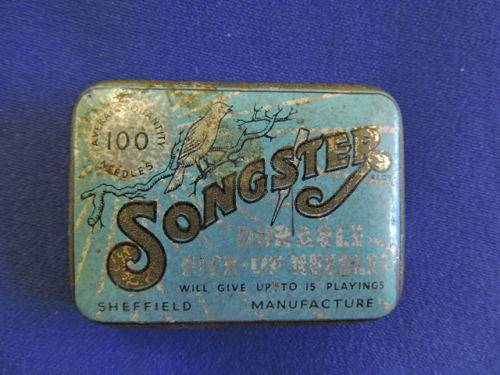 AVERAGE QUANTITY
100
NEEDLES
SONGSTER
DURABLE
PICK-UP NEEDLES
WILL GIVE UP TO 15 PLAYINGS
SHEFFIELD MANUFACTURE